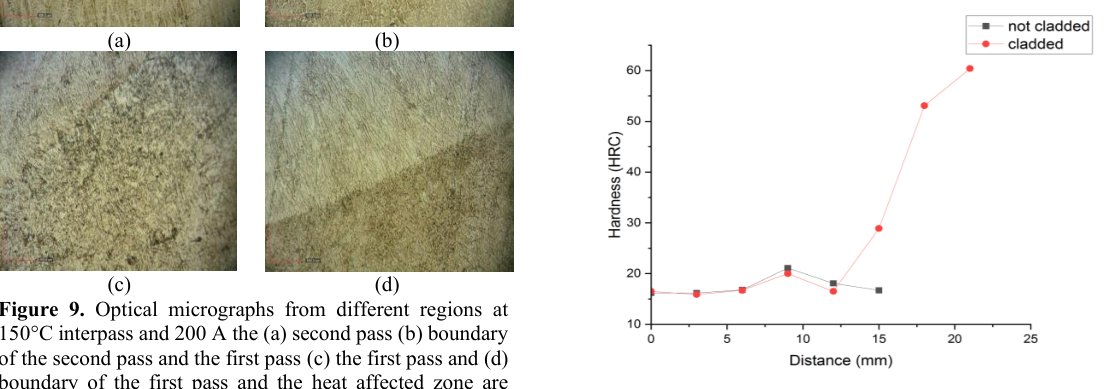 (a)
(b)
(c)
(d)
Figure 9. Optical micrographs from different regions at
150°C interpass and 200 A the (a) second pass (b) boundary
of the second pass and the first pass (c) the first pass and (d)
boundary of the first pass and the heat affected zone are
not cladded
cladded
Hardness (HRC)
60
50
40
30
20
10
0
5
10
15
20
25
Distance (mm)